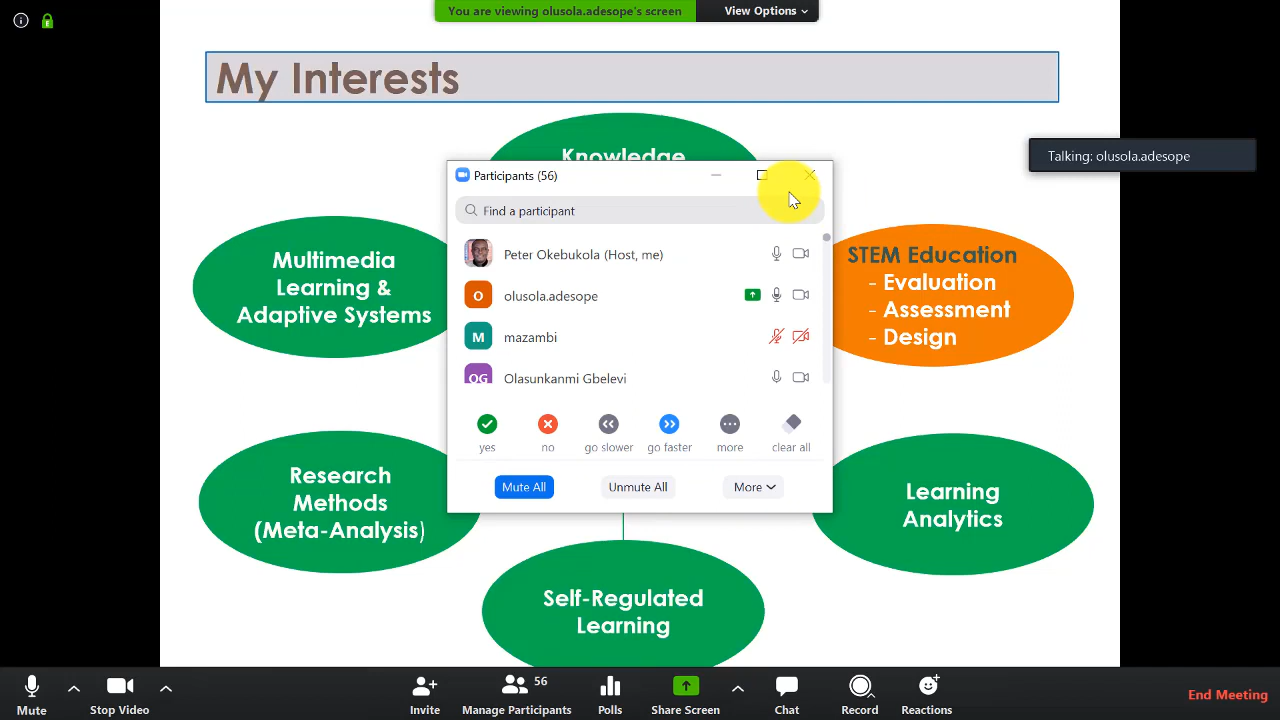 You are viewing olusola.adesope's screen
View Options
My Interests
Knowledge
Talking: olusola.adesope
Participants (56)
Find a participant
Peter Okebukola (Host, me)
O
olusola.adesope
M
mazambi
OG
Olasunkanmi Gbelevi
yes
no
go slower
go faster
more
clear all
Mute All
Unmute All
More
Multimedia
Learning &
Adaptive Systems
STEM Education
- Evaluation
- Assessment
- Design
Research
Methods
(Meta-Analysis)
Learning
Analytics
Self-Regulated
Learning
Mute
Stop Video
Invite
56
Manage Participants
Polls
Share Screen
Chat
Record
Reactions
End Meeting